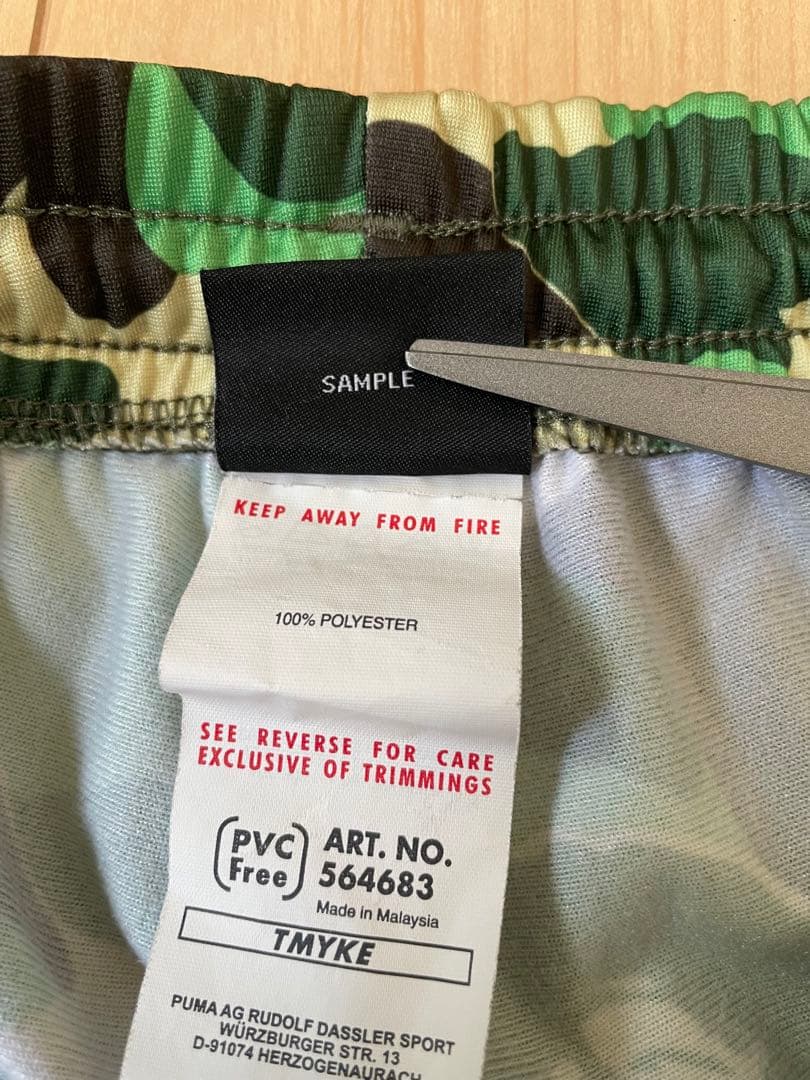 SAMPLE
KEEP AWAY FROM FIRE
100% POLYESTER
SEE REVERSE FOR CARE
EXCLUSIVE OF TRIMMINGS
PVC
Free
ART. NO.
564683
Made in Malaysia
TMYKE
PUMA AG RUDOLF DASSLER SPORT
WÜRZBURGER STR. 13
D-91074 HERZOGENAURACH